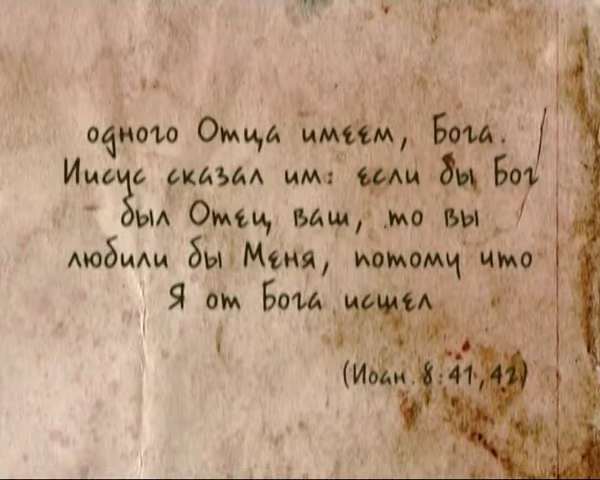 одного Отца имеем, Бога.
Иисус сказал им: если бы Бог
был Отец ваш, то вы
любили бы Меня, потому что
Я от Бога исшел
(Иоан. 8:41,42)